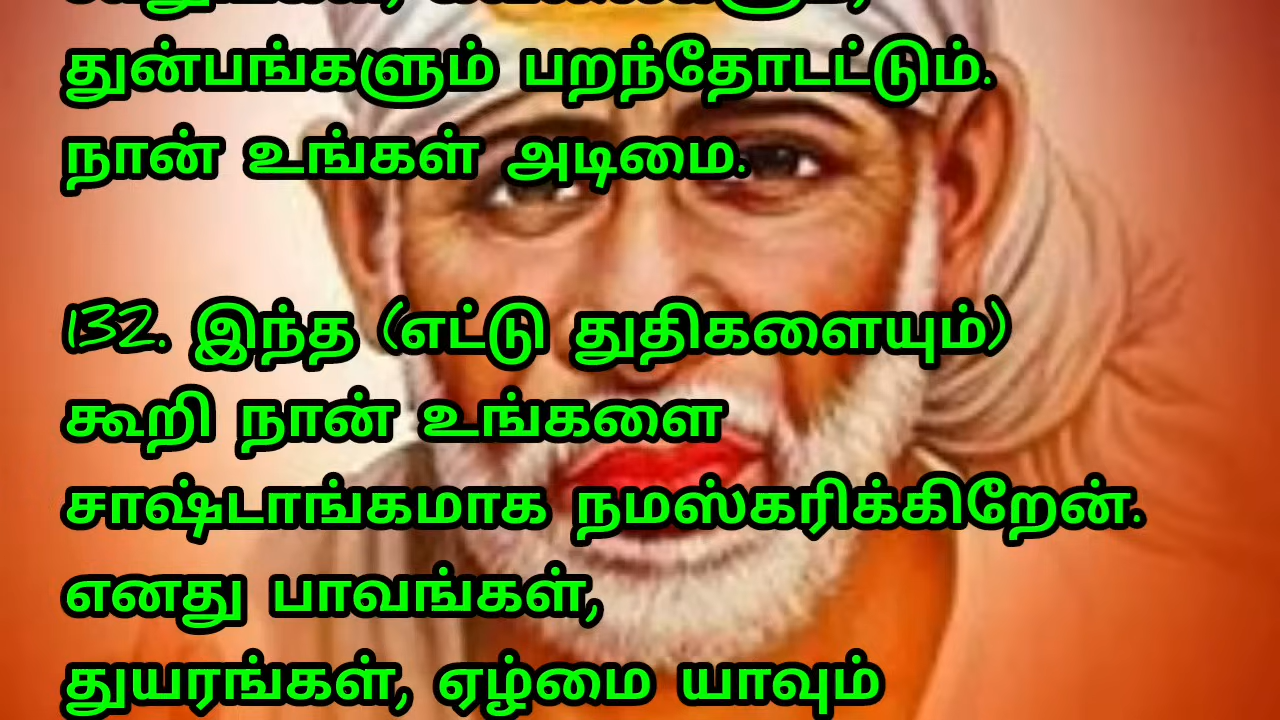 துன்பங்களும் பறந்தோடட்டும்.
நான் உங்கள் அடிமை.
132. இந்த (எட்டு துதிகளையும்)
கூறி நான் உங்களை
சாஷ்டாங்கமாக நமஸ்கரிக்கிறேன்.
எனது பாவங்கள்,
துயரங்கள், ஏழ்மை யாவும்